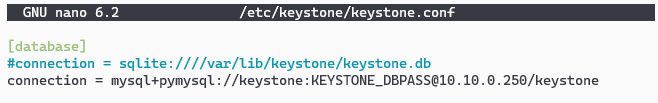 GNU nano 6.2 /etc/keystone/keystone.conf
[database]
#connection = sqlite:////var/lib/keystone/keystone.db
connection = mysql+pymysql://keystone:KEYSTONE_DBPASS@10.10.0.250/keystone